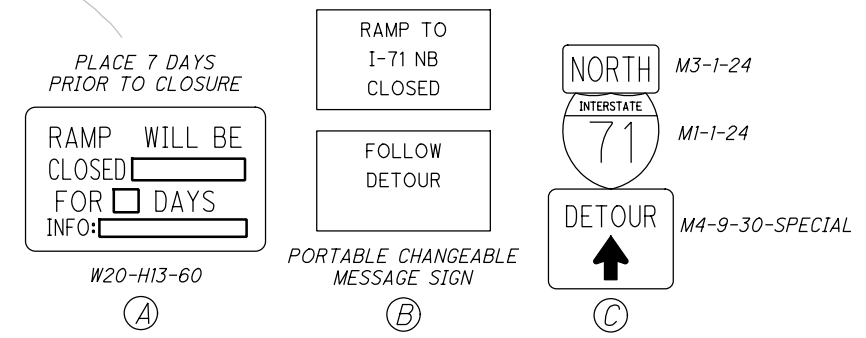 PLACE 7 DAYS
PRIOR TO CLOSURE
RAMP WILL BE
CLOSED
FOR DAYS
INFO:
W20-H13-60
A
RAMP TO
I-71 NB
CLOSED
FOLLOW
DETOUR
PORTABLE CHANGEABLE
MESSAGE SIGN
B
NORTH
M3-1-24
INTERSTATE
71
M1-1-24
DETOUR
M4-9-30-SPECIAL
C